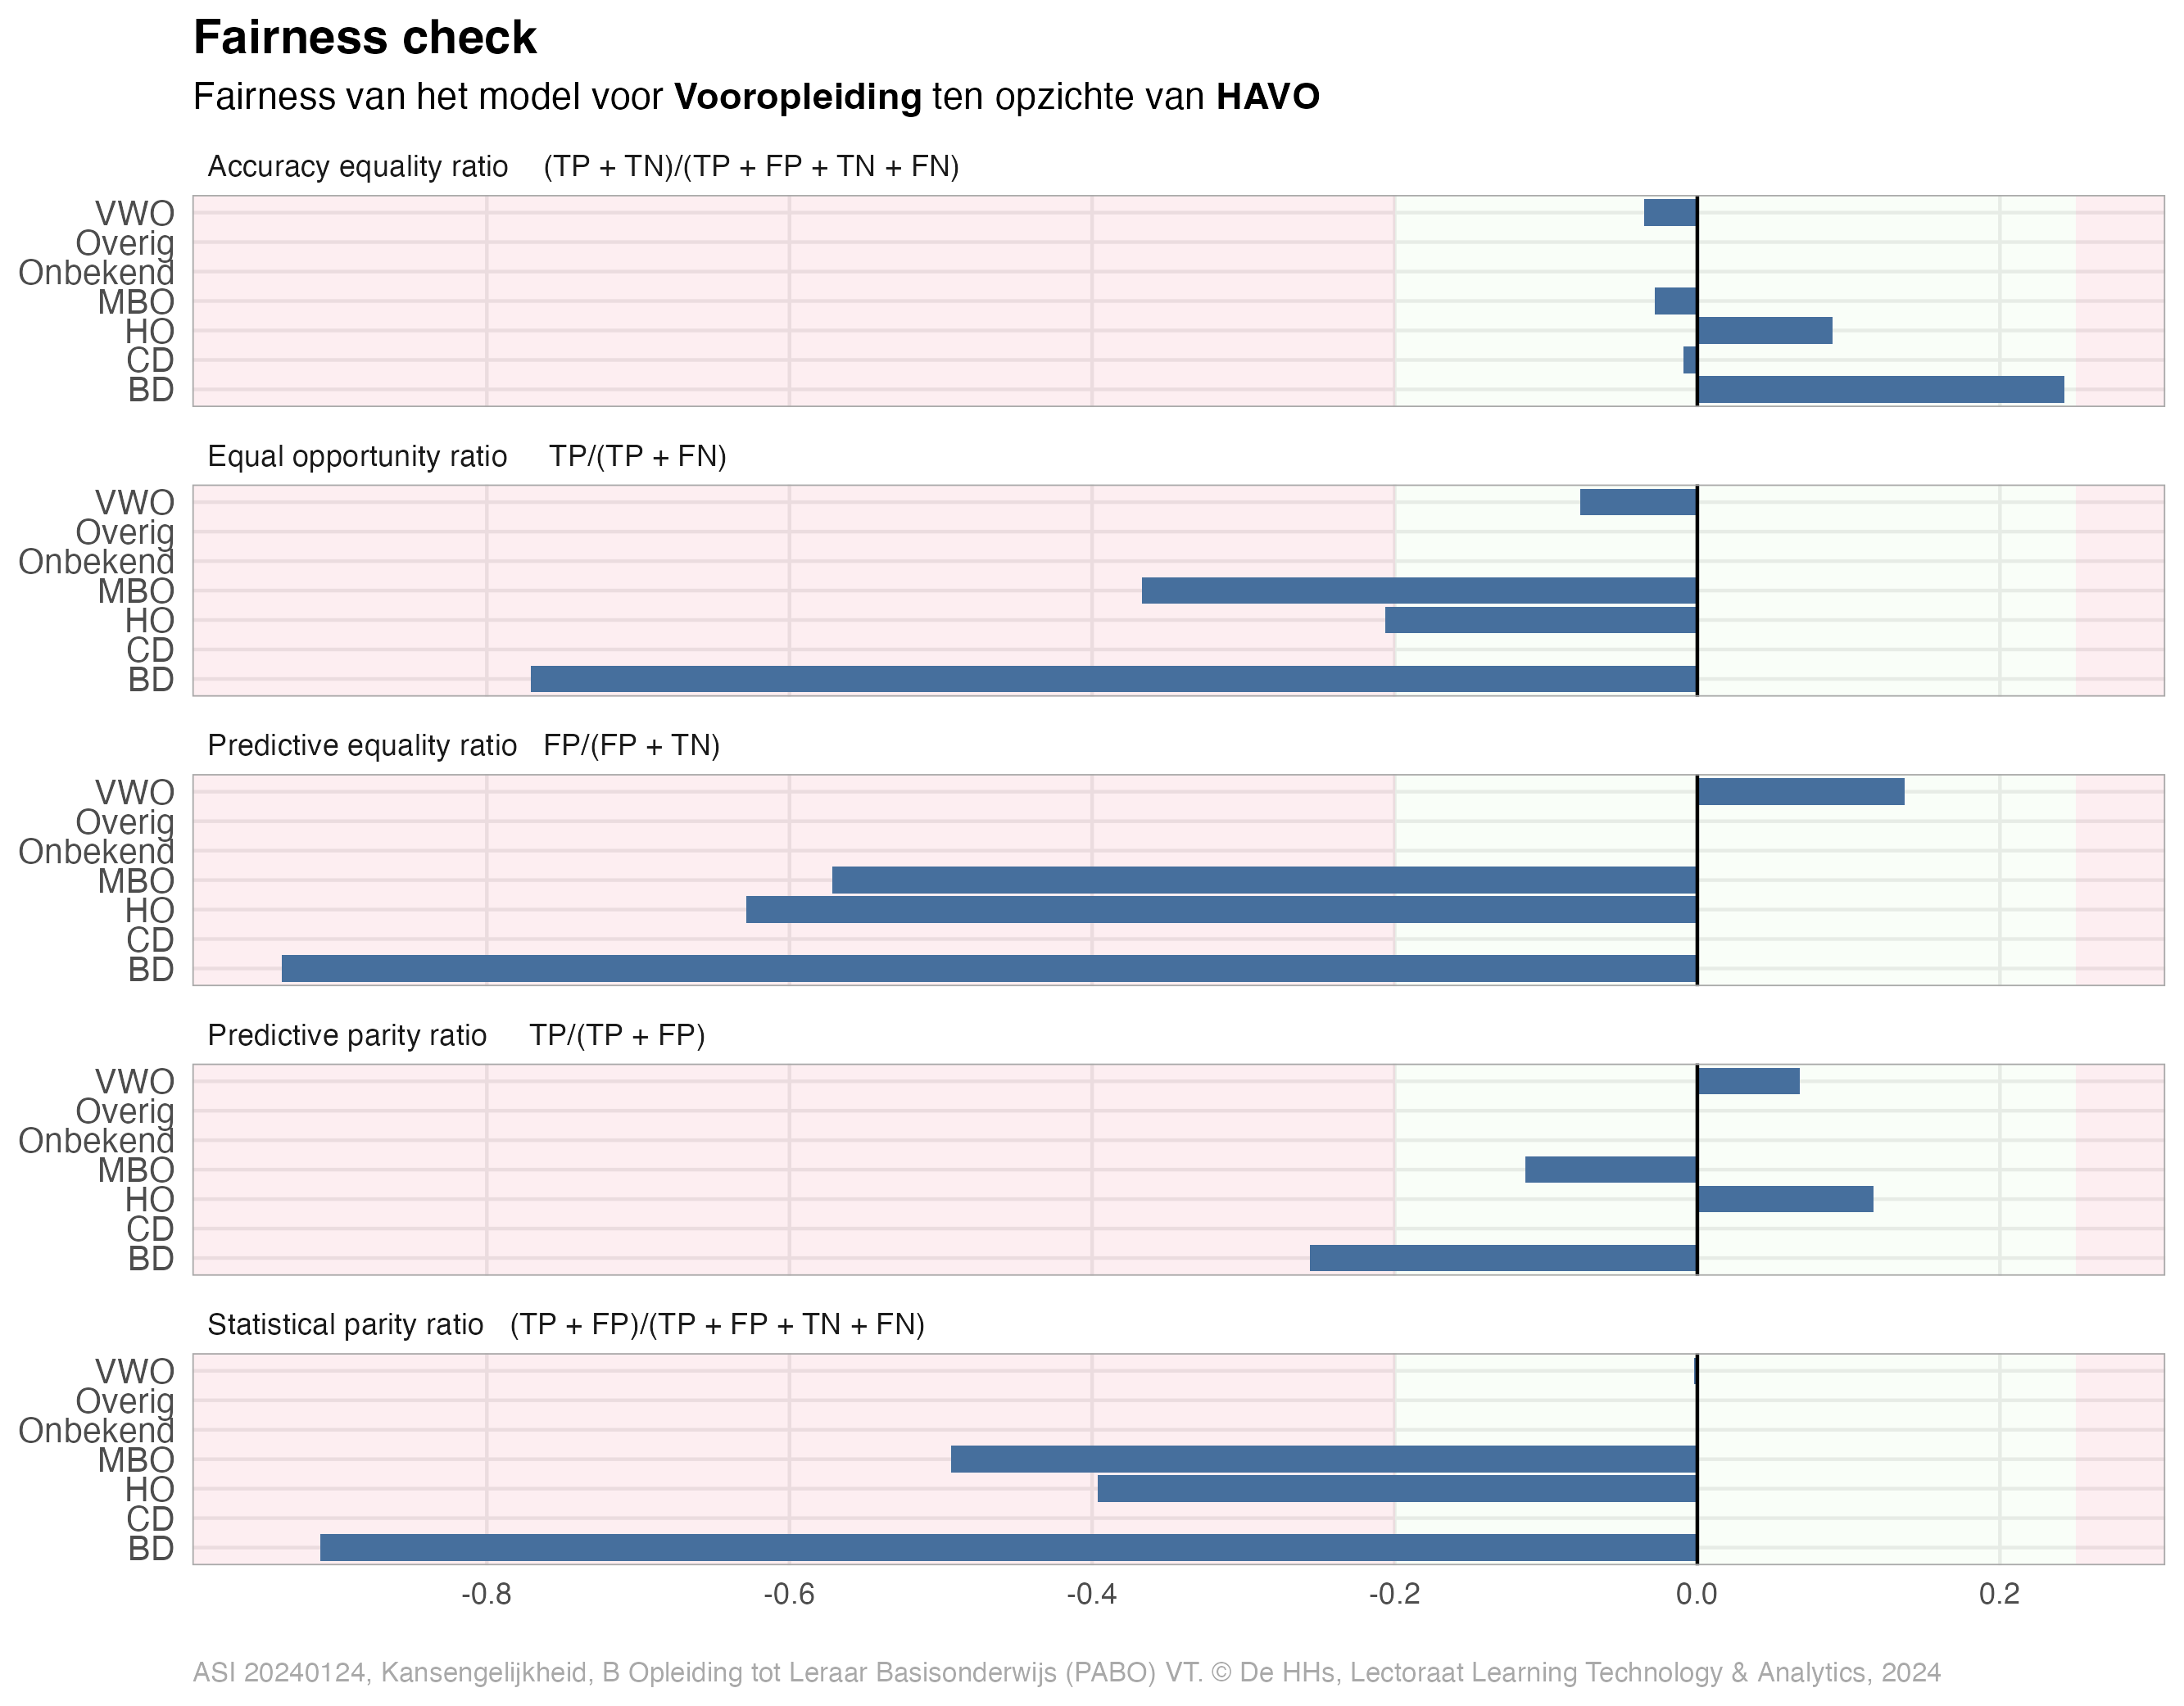 Fairness check
Fairness van het model voor Vooropleiding ten opzichte van HAVO
Accuracy equality ratio (TP + TN)/(TP + FP + TN + FN)
VWO
Overig
Onbekend
MBO
HO
CD
BD
Equal opportunity ratio TP/(TP + FN)
VWO
Overig
Onbekend
MBO
HO
CD
BD
Predictive equality ratio FP/(FP + TN)
VWO
Overig
Onbekend
MBO
HO
CD
BD
Predictive parity ratio TP/(TP + FP)
VWO
Overig
Onbekend
MBO
HO
CD
BD
Statistical parity ratio (TP + FP)/(TP + FP + TN + FN)
VWO
Overig
Onbekend
MBO
HO
CD
BD
-0.8 -0.6 -0.4 -0.2 0.0 0.2
ASI 20240124, Kansengelijkheid, B Opleiding tot Leraar Basisonderwijs (PABO) VT. © De HHs, Lectoraat Learning Technology & Analytics, 2024